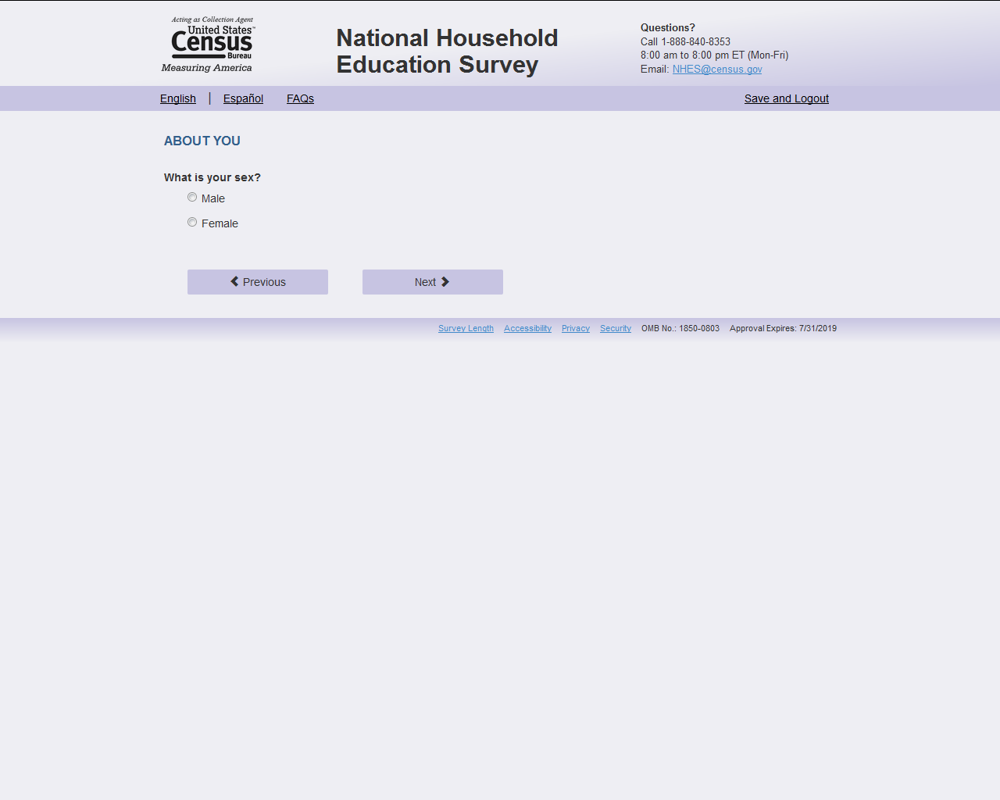 Acting as Collection Agent
United States™
Census
Bureau
Measuring America
National Household
Education Survey
Questions?
Call 1-888-840-8353
8:00 am to 8:00 pm ET (Mon-Fri)
Email: NHES@census.gov
English | Español FAQs Save and Logout
ABOUT YOU
What is your sex?
Male
Female
Previous Next
Survey Length Accessibility Privacy Security OMB No.: 1850-0803 Approval Expires: 7/31/2019